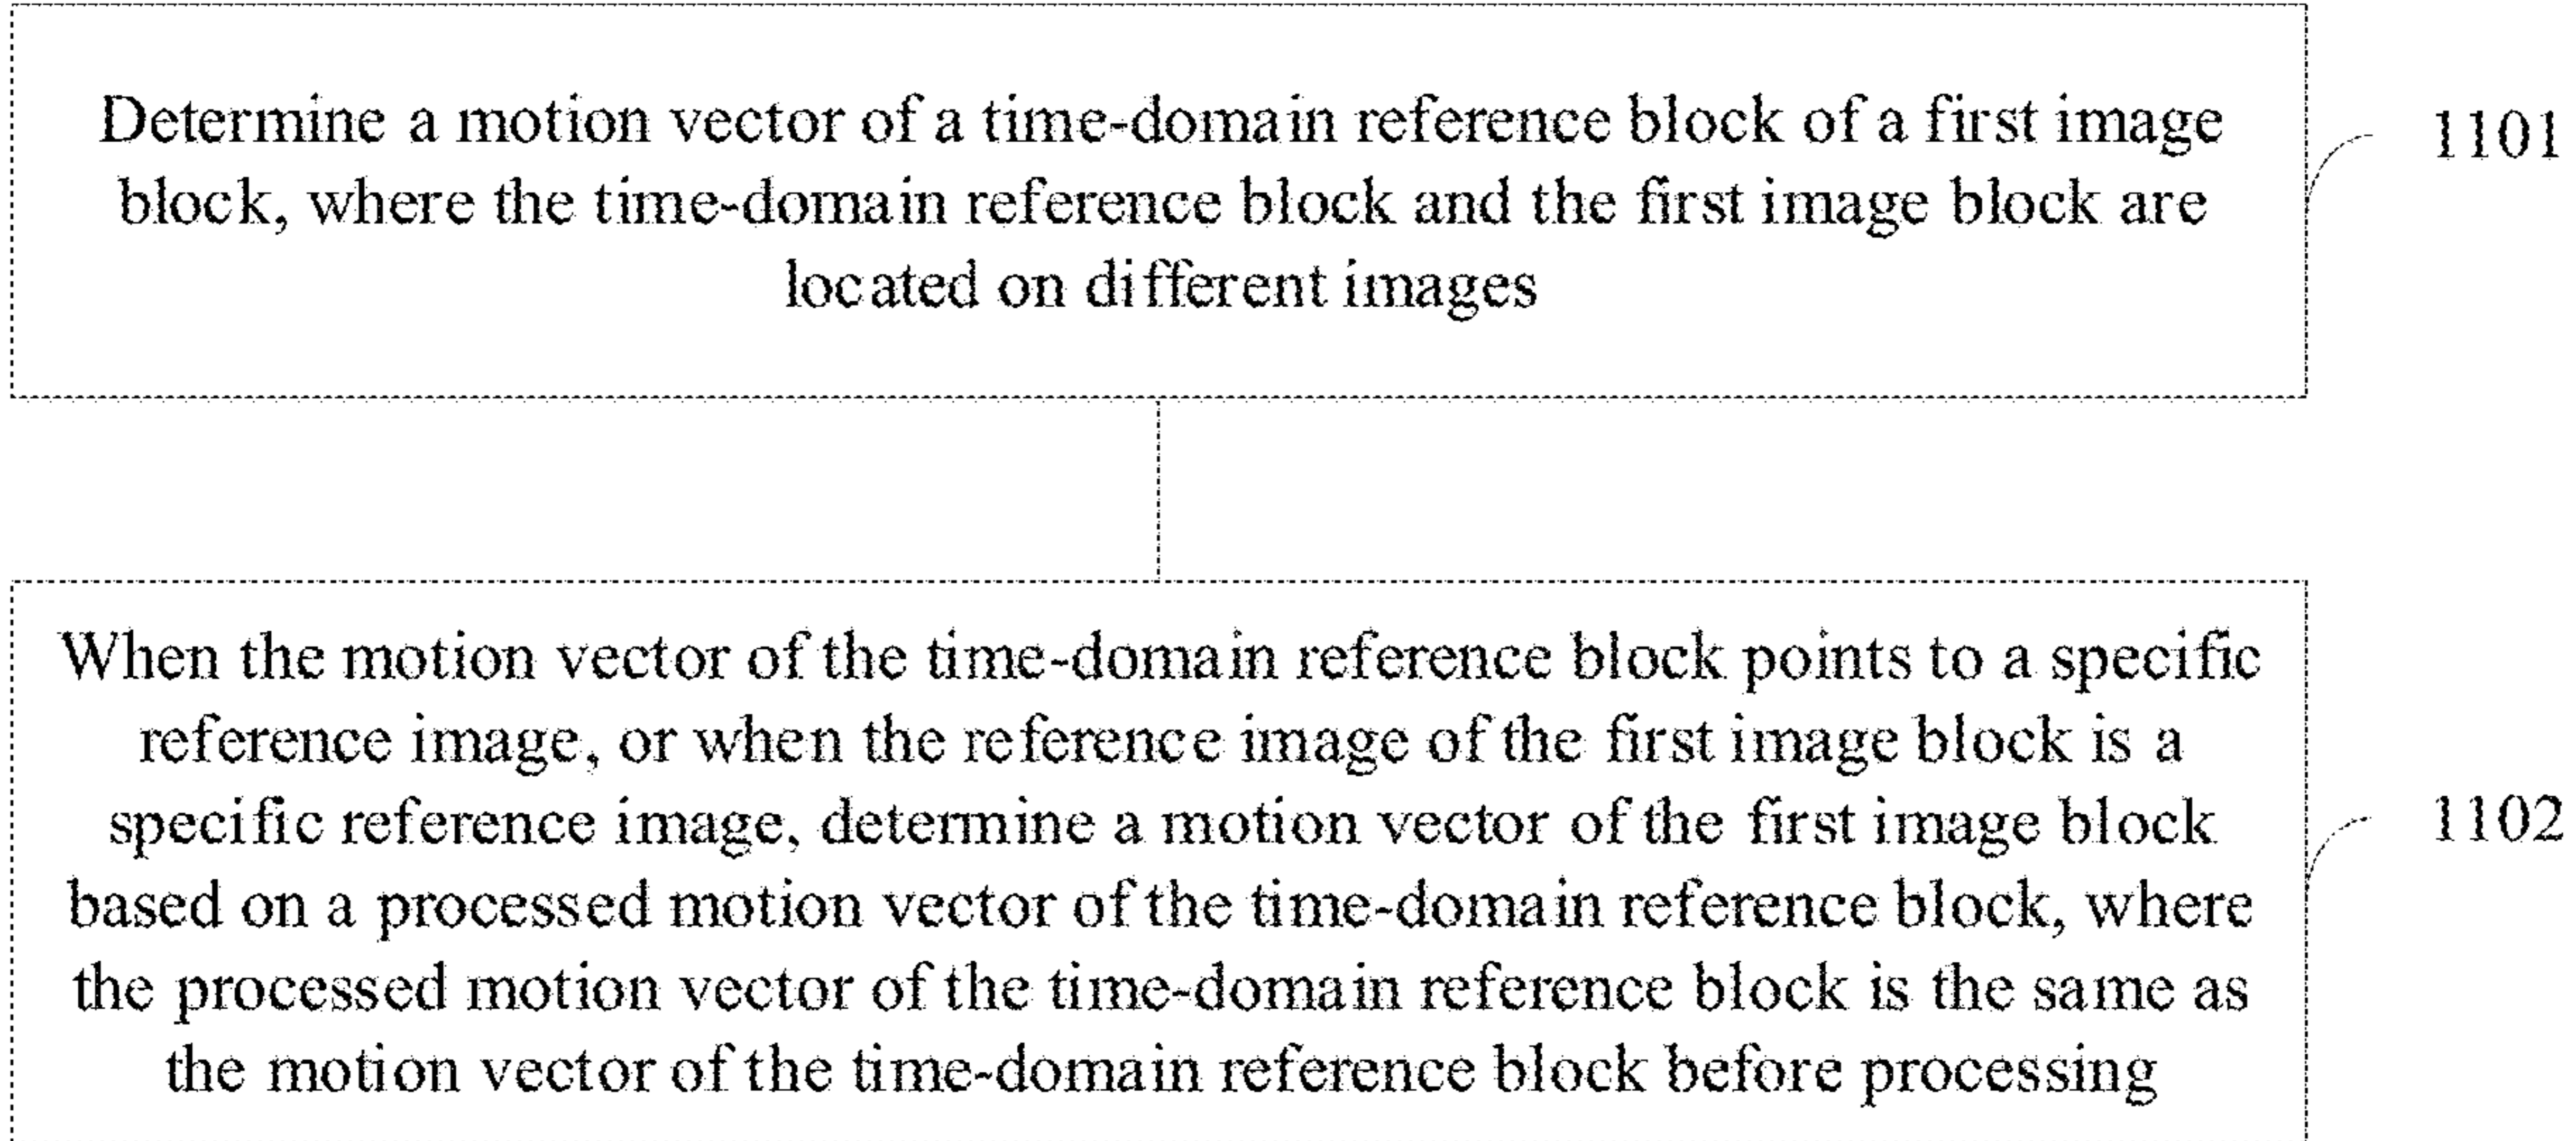 Determine a motion vector of a time-domain reference block of a first image
block, where the time-domain reference block and the first image block are
located on different images
1101
When the motion vector of the time-domain reference block points to a specific
reference image, or when the reference image of the first image block is a
specific reference image, determine a motion vector of the first image block
based on a processed motion vector of the time-domain reference block, where
the processed motion vector of the time-domain reference block is the same as
the motion vector of the time-domain reference block before processing
1102